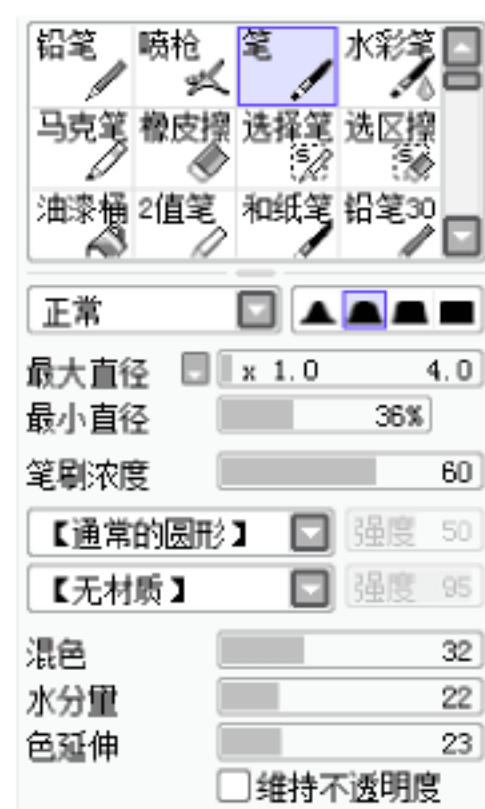 铅笔 喷枪 笔 水彩笔
马克笔 橡皮擦 选择笔 选区擦
油漆桶 2值笔 和纸笔 铅笔30
正常
最大直径 x 1.0 4.0
最小直径 36%
笔刷浓度 60
【通常的圆形】 强度 50
【无材质】 强度 95
混色 32
水分量 22
色延伸 23
维持不透明度